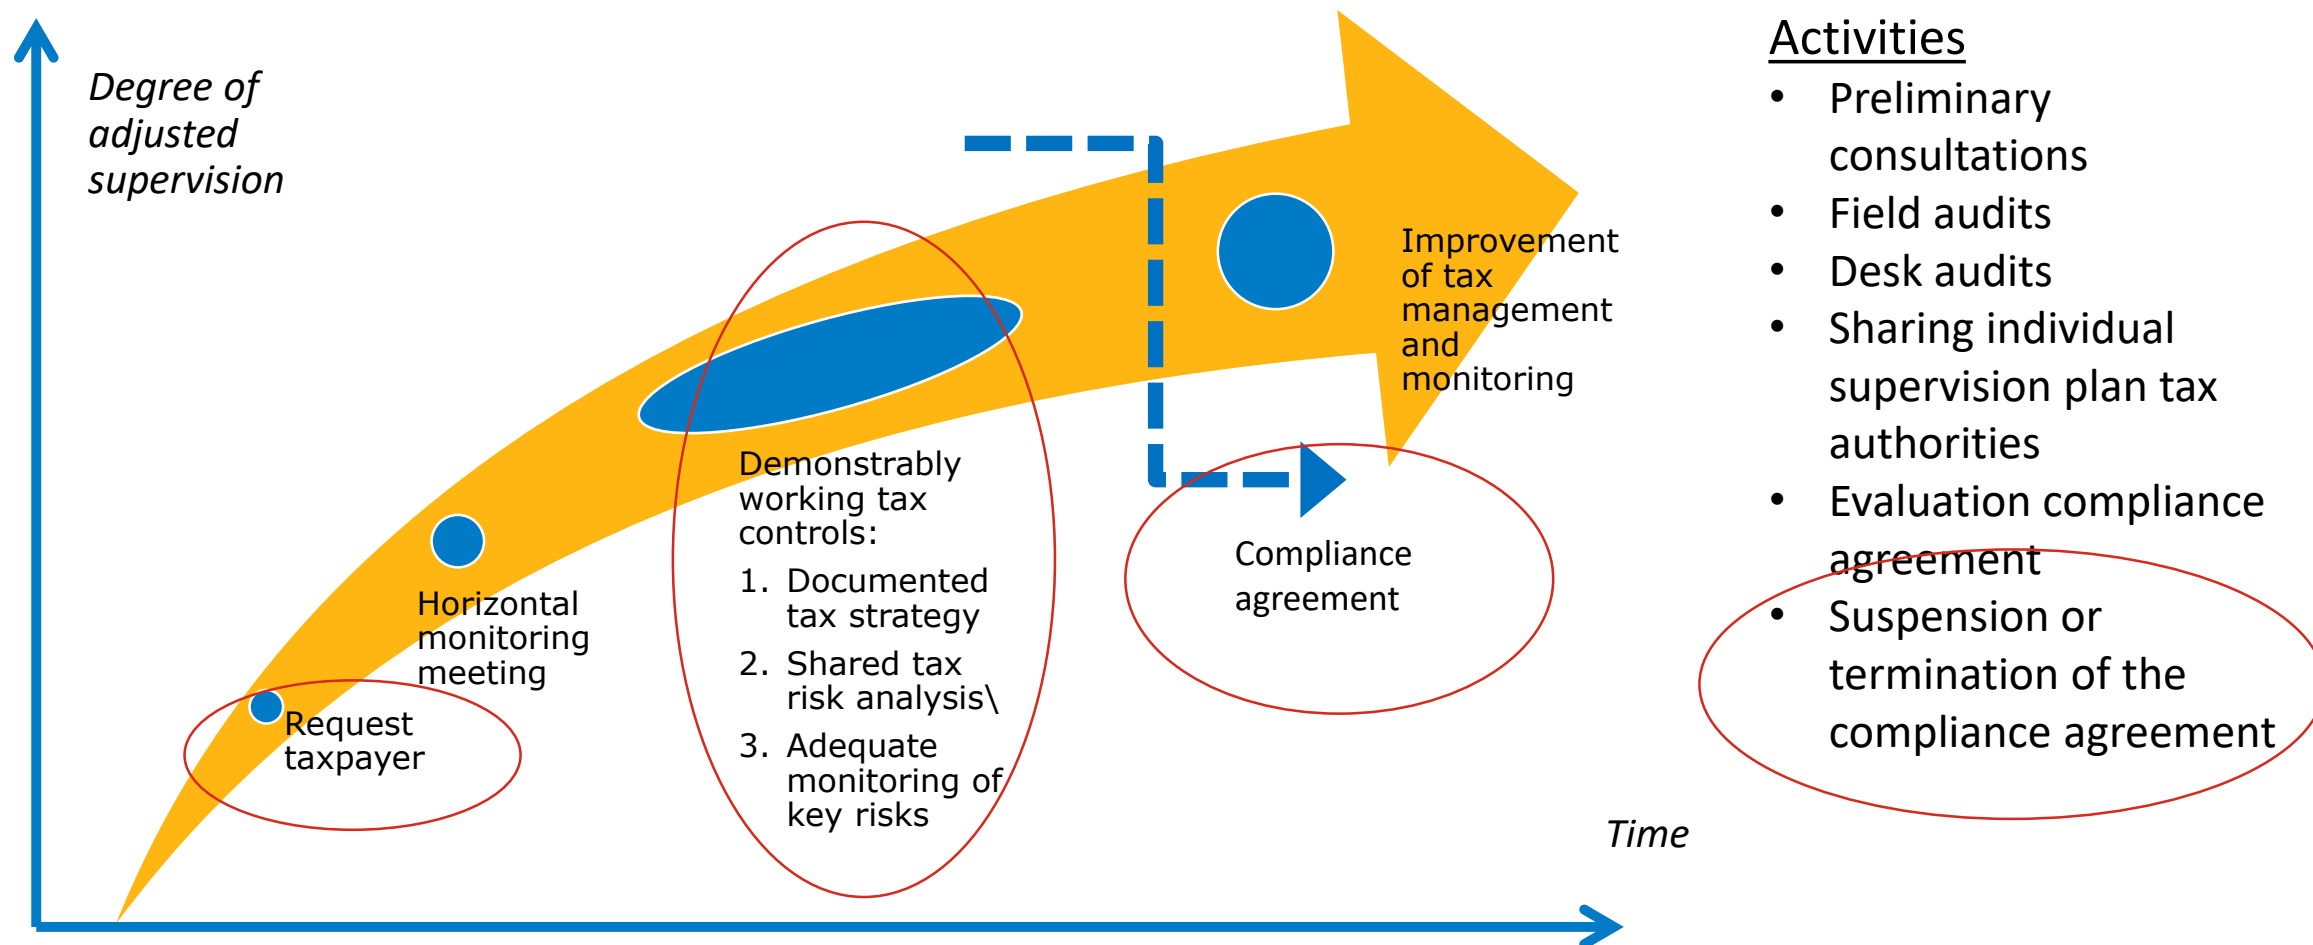 Degree of
adjusted
supervision
Request
taxpayer
Horizontal
monitoring
meeting
Demonstrably
working tax
controls:
1. Documented
tax strategy
2. Shared tax
risk analysis\
3. Adequate
monitoring of
key risks
Compliance
agreement
Improvement
of tax
management
and
monitoring
Time
Activities
• Preliminary
consultations
• Field audits
• Desk audits
• Sharing individual
supervision plan tax
authorities
• Evaluation compliance
agreement
• Suspension or
termination of the
compliance agreement